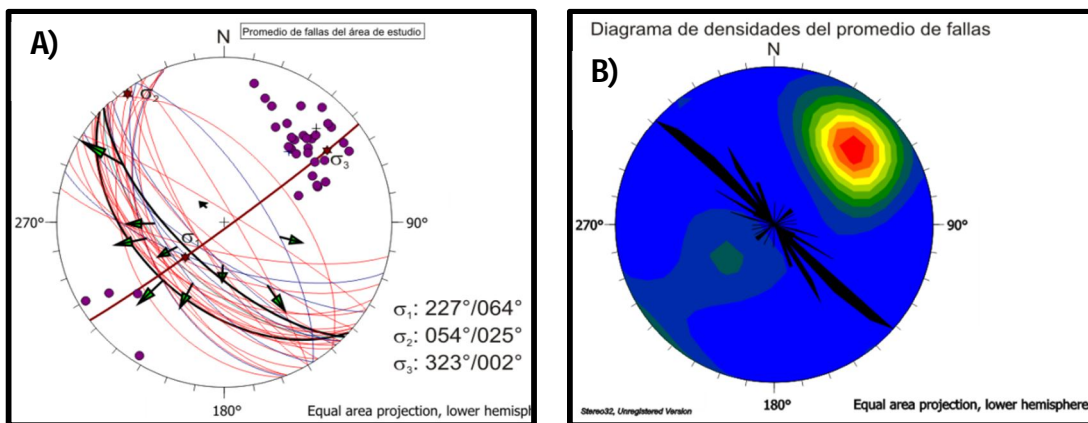 A)
N
Promedio de fallas del área de estudio
σ2
σ3
270°
90°
σ1
σ1: 227°/064°
σ2: 054°/025°
σ3: 323°/002°
180°
Equal area projection, lower hemisph
Diagrama de densidades del promedio de fallas
B)
N
270°
90°
180°
Stereo32, Unregistered Version
Equal area projection, lower hemisphere